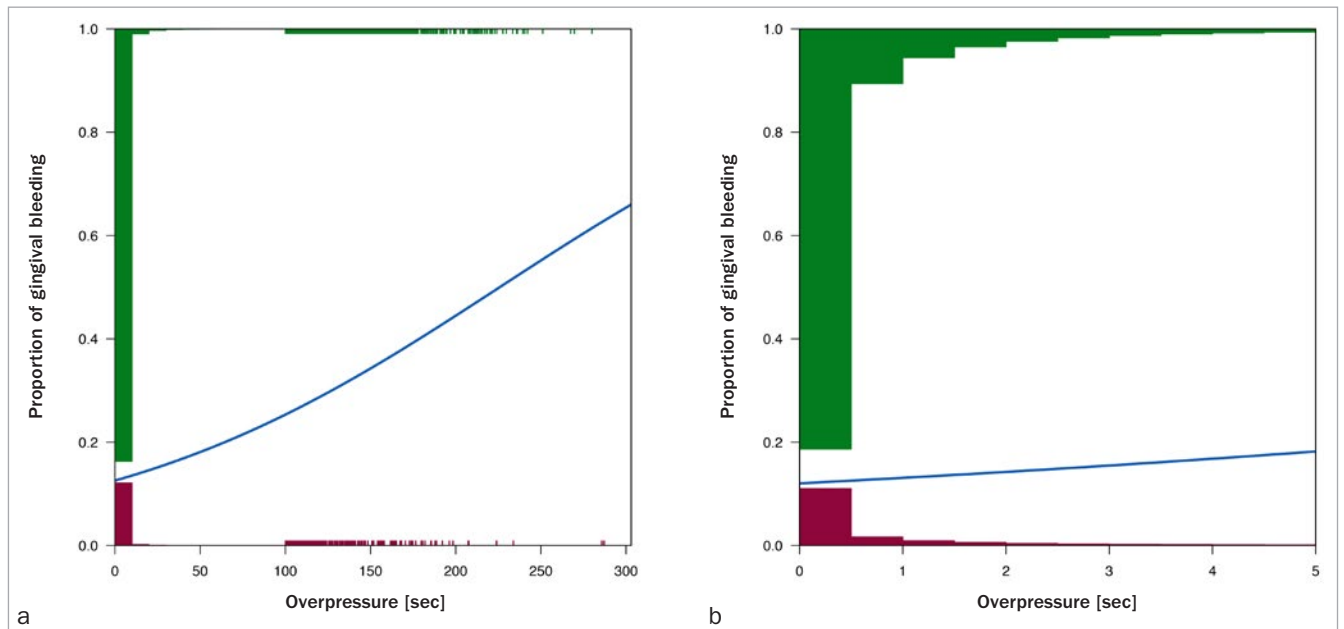 Proportion of gingival bleeding
1.0
0.8
0.6
0.4
0.2
0.0
0 50 100 150 200 250 300
Overpressure [sec]
a
Proportion of gingival bleeding
1.0
0.8
0.6
0.4
0.2
0.0
0 1 2 3 4 5
Overpressure [sec]
b